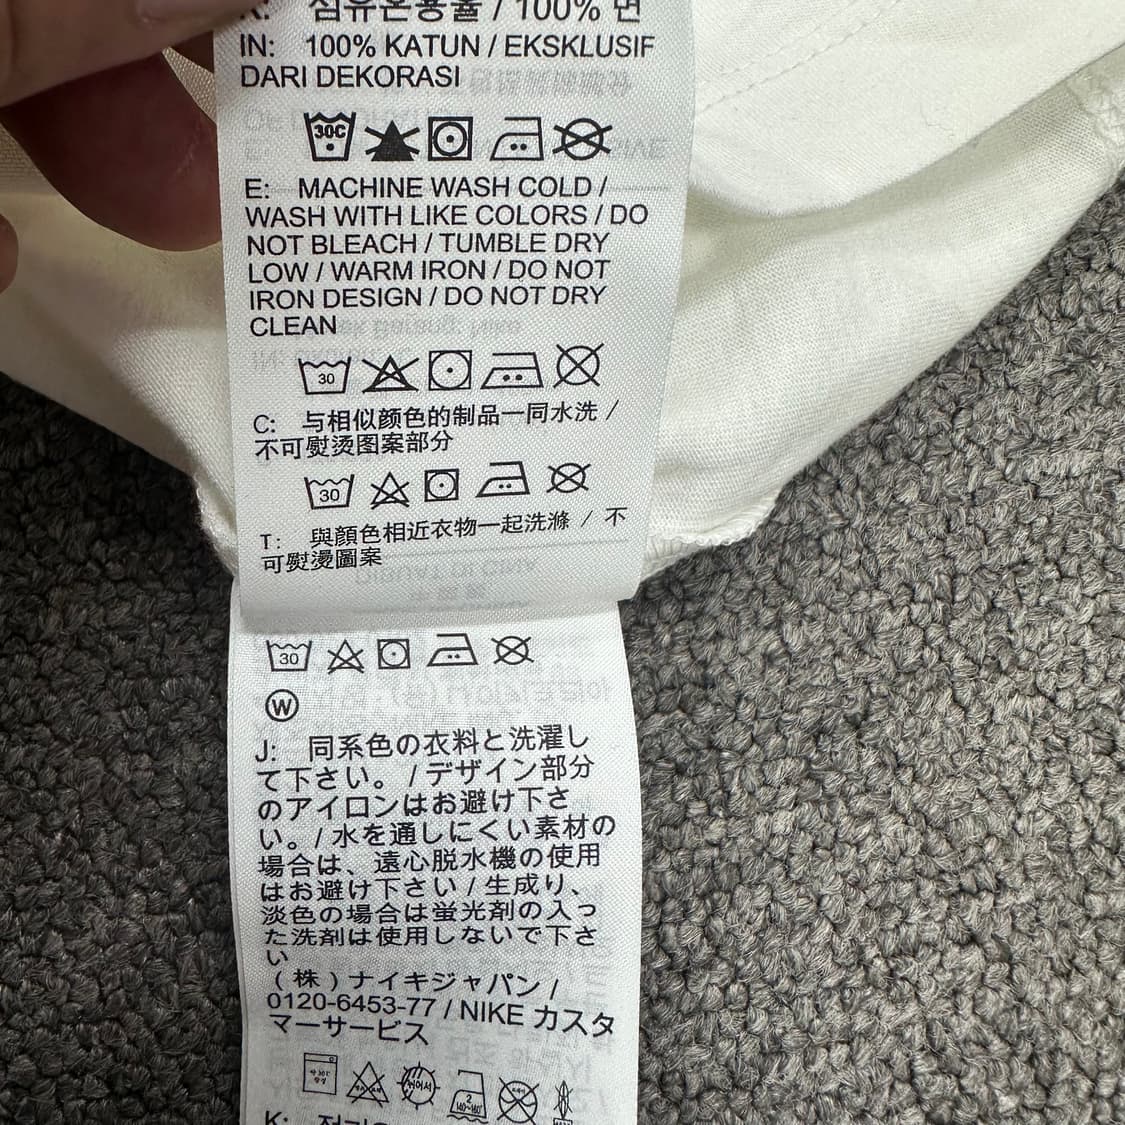 K: 섬유혼용율 / 100% 면
IN: 100% KATUN / EKSKLUSIF
DARI DEKORASI
30C
E: MACHINE WASH COLD /
WASH WITH LIKE COLORS / DO
NOT BLEACH / TUMBLE DRY
LOW / WARM IRON / DO NOT
IRON DESIGN / DO NOT DRY
CLEAN
30
C: 与相似颜色的制品一同水洗 /
不可熨烫图案部分
30
T: 與顏色相近衣物一起洗滌 / 不
可熨燙圖案
30
W
J: 同系色の衣料と洗濯し
て下さい。 / デザイン部分
のアイロンはお避け下さ
い。/ 水を通しにくい素材の
場合は、遠心脱水機の使用
はお避け下さい / 生成り、
淡色の場合は蛍光剤の入っ
た洗剤は使用しないで下さ
い
(株)ナイキジャパン /
0120-6453-77 / NIKE カスタ
マーサービス
K: